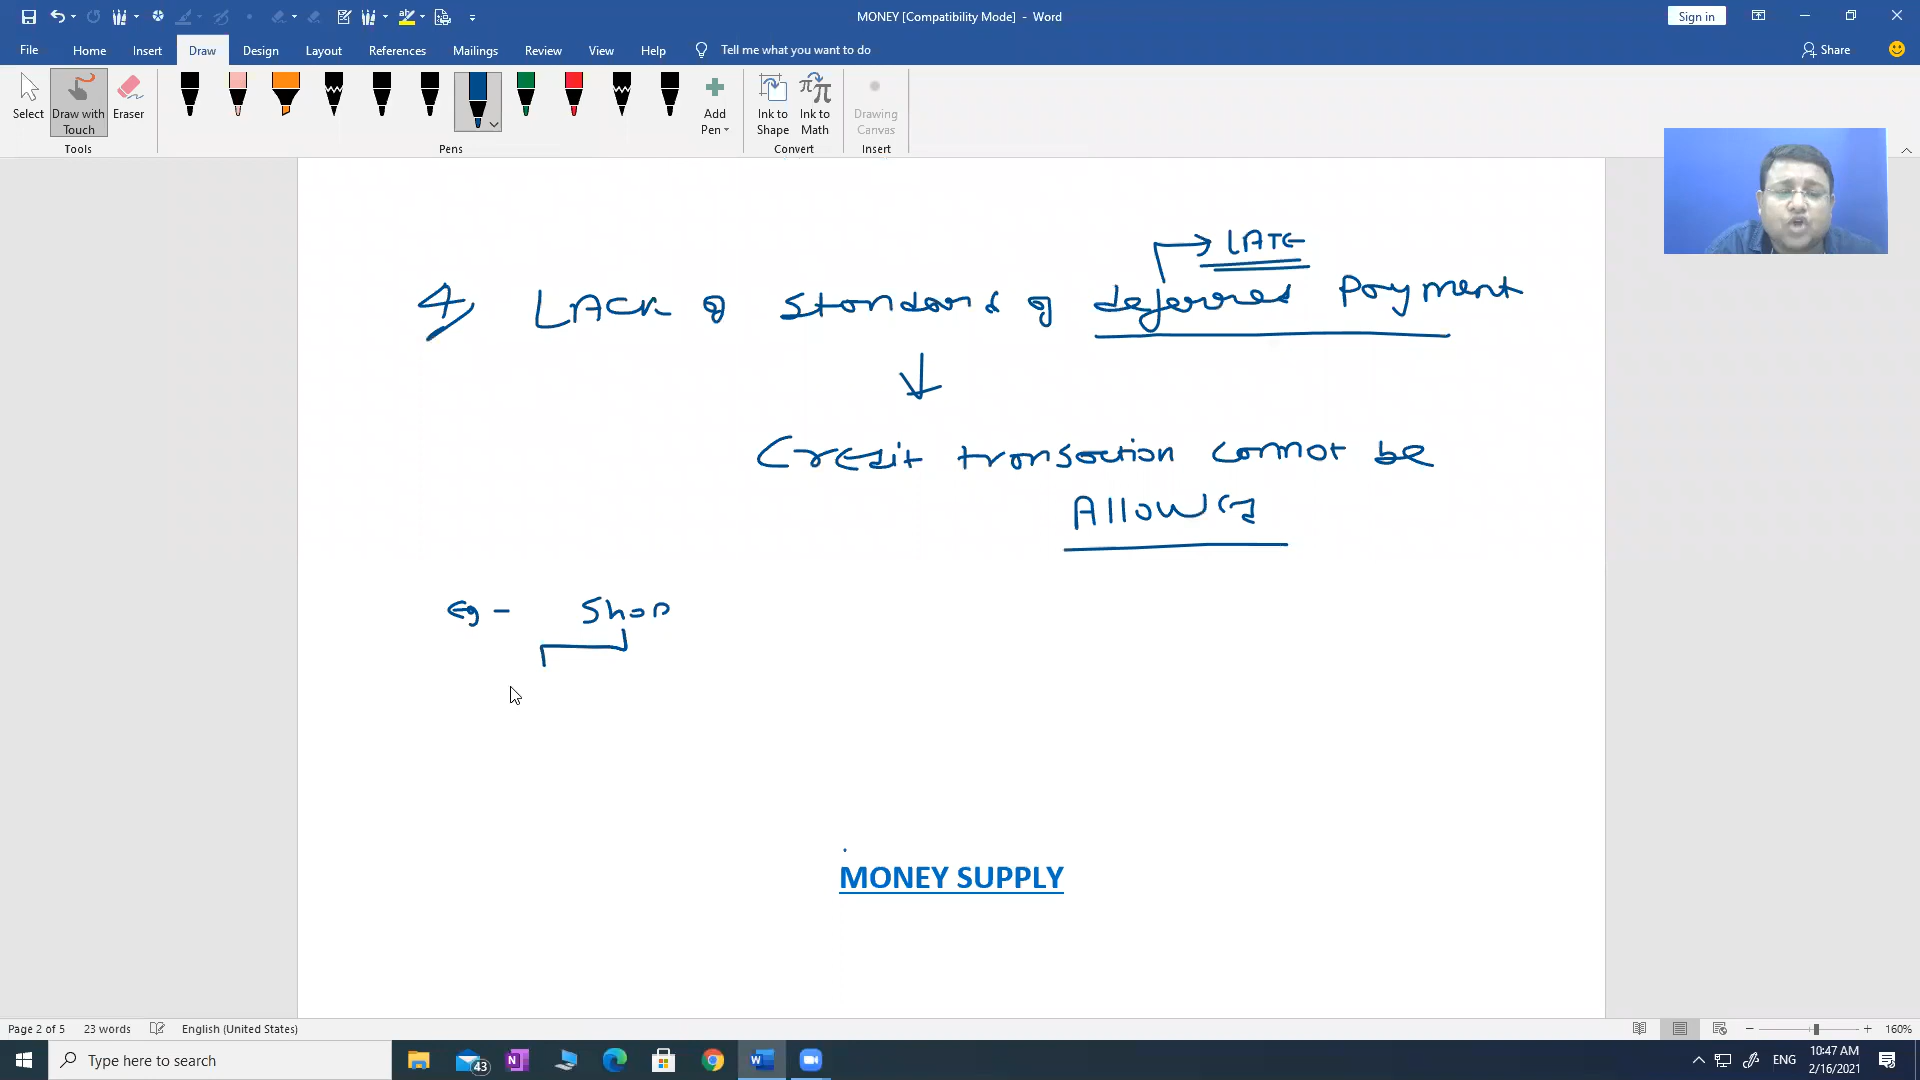 MONEY [Compatibility Mode] - Word
Sign in
File Home Insert Draw Design Layout References Mailings Review View Help Tell me what you want to do
Share
Select
Draw with Touch
Eraser
Add Pen
Ink to Shape
Ink to Math
Drawing Canvas
Tools
Pens
Convert
Insert
LATE
4, LACK of Standard of deferred Payment
Credit transaction cannot be
Allowed
Eg - Shop
MONEY SUPPLY
Page 2 of 5 23 words English (United States)
160%
Type here to search
43
ENG
10:47 AM
2/16/2021